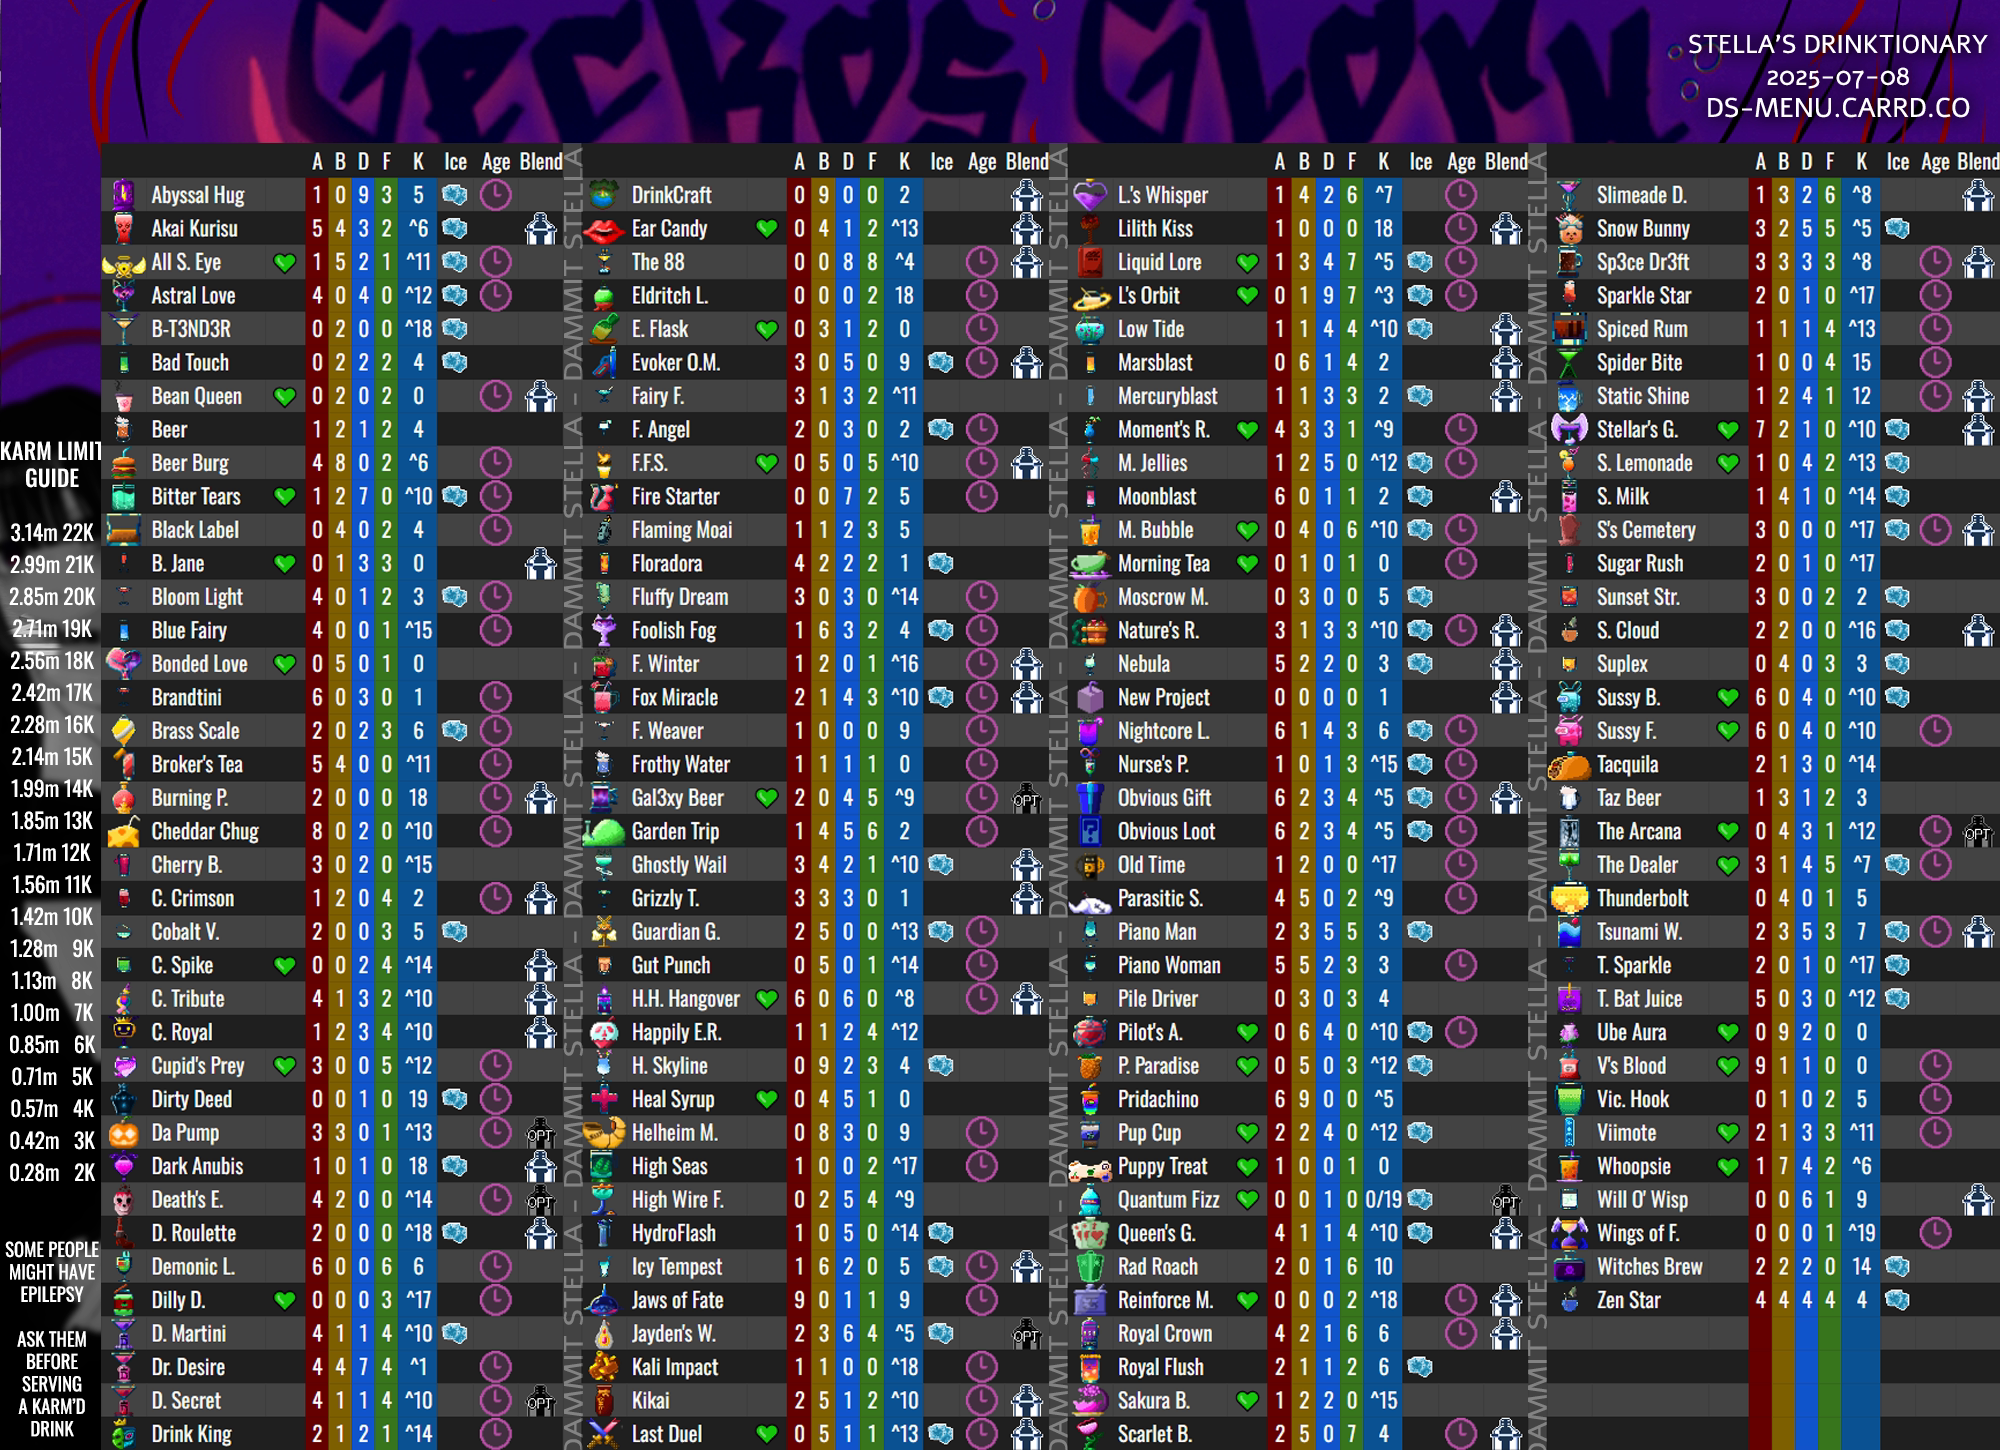 GECKOS GLORY
STELLA'S DRINKTIONARY
2025-07-08
DS-MENU.CARRD.CO
KARM LIMIT
GUIDE
3.14m 22K
2.99m 21K
2.85m 20K
2.71m 19K
2.56m 18K
2.42m 17K
2.28m 16K
2.14m 15K
1.99m 14K
1.85m 13K
1.71m 12K
1.56m 11K
1.42m 10K
1.28m 9K
1.13m 8K
1.00m 7K
0.85m 6K
0.71m 5K
0.57m 4K
0.42m 3K
0.28m 2K
SOME PEOPLE
MIGHT HAVE
EPILEPSY
ASK THEM
BEFORE
SERVING
A KARM'D
DRINK
A B D F K Ice Age Blend
Abyssal Hug 1 0 9 3 5
Akai Kurisu 5 4 3 2 ^6
All S. Eye 1 5 2 1 ^11
Astral Love 4 0 4 0 ^12
B-T3ND3R 0 2 0 0 ^18
Bad Touch 0 2 2 2 4
Bean Queen 0 2 0 2 0
Beer 1 2 1 2 4
Beer Burg 4 8 0 2 ^6
Bitter Tears 1 2 7 0 ^10
Black Label 0 4 0 2 4
B. Jane 0 1 3 3 0
Bloom Light 4 0 1 2 3
Blue Fairy 4 0 0 1 ^15
Bonded Love 0 5 0 1 0
Brandtini 6 0 3 0 1
Brass Scale 2 0 2 3 6
Broker's Tea 5 4 0 0 ^11
Burning P. 2 0 0 0 18
Cheddar Chug 8 0 2 0 ^10
Cherry B. 3 0 2 0 ^15
C. Crimson 1 2 0 4 2
Cobalt V. 2 0 0 3 5
C. Spike 0 0 2 4 ^14
C. Tribute 4 1 3 2 ^10
C. Royal 1 2 3 4 ^10
Cupid's Prey 3 0 0 5 ^12
Dirty Deed 0 0 1 0 19
Da Pump 3 3 0 1 ^13 OPT
Dark Anubis 1 0 1 0 18
Death's E. 4 2 0 0 ^14 OPT
D. Roulette 2 0 0 0 ^18
Demonic L. 6 0 0 6 6
Dilly D. 0 0 0 3 ^17
D. Martini 4 1 1 4 ^10
Dr. Desire 4 4 7 4 ^1
D. Secret 4 1 1 4 ^10 OPT
Drink King 2 1 2 1 ^14
DAMMIT STELLA - DAMMIT STELLA - DAMMIT STELLA - DAMMIT STELLA
A B D F K Ice Age Blend
DrinkCraft 0 9 0 0 2
Ear Candy 0 4 1 2 ^13
The 88 0 0 8 8 ^4
Eldritch L. 0 0 0 2 18
E. Flask 0 3 1 2 0
Evoker O.M. 3 0 5 0 9
Fairy F. 3 1 3 2 ^11
F. Angel 2 0 3 0 2
F.F.S. 0 5 0 5 ^10
Fire Starter 0 0 7 2 5
Flaming Moai 1 1 2 3 5
Floradora 4 2 2 2 1
Fluffy Dream 3 0 3 0 ^14
Foolish Fog 1 6 3 2 4
F. Winter 1 2 0 1 ^16
Fox Miracle 2 1 4 3 ^10
F. Weaver 1 0 0 0 9
Frothy Water 1 1 1 1 0
Gal3xy Beer 2 0 4 5 ^9 OPT
Garden Trip 1 4 5 6 2
Ghostly Wail 3 4 2 1 ^10
Grizzly T. 3 3 3 0 1
Guardian G. 2 5 0 0 ^13
Gut Punch 0 5 0 1 ^14
H.H. Hangover 6 0 6 0 ^8
Happily E.R. 1 1 2 4 ^12
H. Skyline 0 9 2 3 4
Heal Syrup 0 4 5 1 0
Helheim M. 0 8 3 0 9
High Seas 1 0 0 2 ^17
High Wire F. 0 2 5 4 ^9
HydroFlash 1 0 5 0 ^14
Icy Tempest 1 6 2 0 5
Jaws of Fate 9 0 1 1 9
Jayden's W. 2 3 6 4 ^5 OPT
Kali Impact 1 1 0 0 ^18
Kikai 2 5 1 2 ^10
Last Duel 0 5 1 1 ^13
DAMMIT STELLA - DAMMIT STELLA - DAMMIT STELLA - DAMMIT STELLA
A B D F K Ice Age Blend
L.'s Whisper 1 4 2 6 ^7
Lilith Kiss 1 0 0 0 18
Liquid Lore 1 3 4 7 ^5
L's Orbit 0 1 9 7 ^3
Low Tide 1 1 4 4 ^10
Marsblast 0 6 1 4 2
Mercuryblast 1 1 3 3 2
Moment's R. 4 3 3 1 ^9
M. Jellies 1 2 5 0 ^12
Moonblast 6 0 1 1 2
M. Bubble 0 4 0 6 ^10
Morning Tea 0 1 0 1 0
Moscrow M. 0 3 0 0 5
Nature's R. 3 1 3 3 ^10
Nebula 5 2 2 0 3
New Project 0 0 0 0 1
Nightcore L. 6 1 4 3 6
Nurse's P. 1 0 1 3 ^15
Obvious Gift 6 2 3 4 ^5
Obvious Loot 6 2 3 4 ^5
Old Time 1 2 0 0 ^17
Parasitic S. 4 5 0 2 ^9
Piano Man 2 3 5 5 3
Piano Woman 5 5 2 3 3
Pile Driver 0 3 0 3 4
Pilot's A. 0 6 4 0 ^10
P. Paradise 0 5 0 3 ^12
Pridachino 6 9 0 0 ^5
Pup Cup 2 2 4 0 ^12
Puppy Treat 1 0 0 1 0
Quantum Fizz 0 0 1 0 0/19 OPT
Queen's G. 4 1 1 4 ^10
Rad Roach 2 0 1 6 10
Reinforce M. 0 0 0 2 ^18
Royal Crown 4 2 1 6 6
Royal Flush 2 1 1 2 6
Sakura B. 1 2 2 0 ^15
Scarlet B. 2 5 0 7 4
DAMMIT STELLA - DAMMIT STELLA - DAMMIT STELLA - DAMMIT STELLA
A B D F K Ice Age Blend
Slimeade D. 1 3 2 6 ^8
Snow Bunny 3 2 5 5 ^5
Sp3ce Dr3ft 3 3 3 3 ^8
Sparkle Star 2 0 1 0 ^17
Spiced Rum 1 1 1 4 ^13
Spider Bite 1 0 0 4 15
Static Shine 1 2 4 1 12
Stellar's G. 7 2 1 0 ^10
S. Lemonade 1 0 4 2 ^13
S. Milk 1 4 1 0 ^14
S's Cemetery 3 0 0 0 ^17
Sugar Rush 2 0 1 0 ^17
Sunset Str. 3 0 0 2 2
S. Cloud 2 2 0 0 ^16
Suplex 0 4 0 3 3
Sussy B. 6 0 4 0 ^10
Sussy F. 6 0 4 0 ^10
Tacquila 2 1 3 0 ^14
Taz Beer 1 3 1 2 3
The Arcana 0 4 3 1 ^12 OPT
The Dealer 3 1 4 5 ^7
Thunderbolt 0 4 0 1 5
Tsunami W. 2 3 5 3 7
T. Sparkle 2 0 1 0 ^17
T. Bat Juice 5 0 3 0 ^12
Ube Aura 0 9 2 0 0
V's Blood 9 1 1 0 0
Vic. Hook 0 1 0 2 5
Viimote 2 1 3 3 ^11
Whoopsie 1 7 4 2 ^6
Will O' Wisp 0 0 6 1 9
Wings of F. 0 0 0 1 ^19
Witches Brew 2 2 2 0 14
Zen Star 4 4 4 4 4